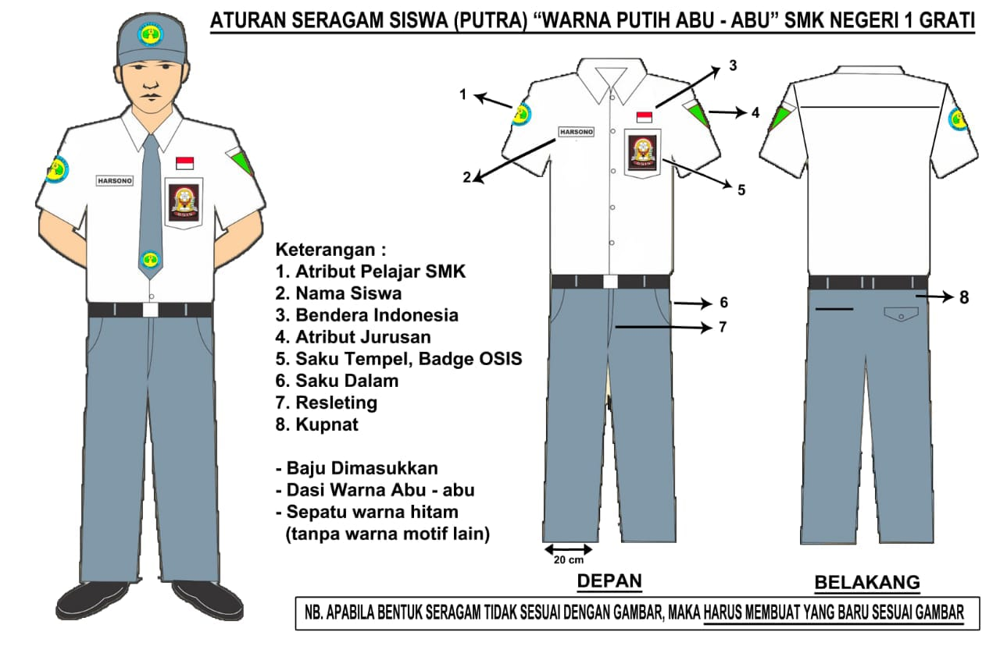 ATURAN SERAGAM SISWA (PUTRA) “WARNA PUTIH ABU - ABU” SMK NEGERI 1 GRATI
HARSONO
OSIS
Keterangan :
1. Atribut Pelajar SMK
2. Nama Siswa
3. Bendera Indonesia
4. Atribut Jurusan
5. Saku Tempel, Badge OSIS
6. Saku Dalam
7. Resleting
8. Kupnat
- Baju Dimasukkan
- Dasi Warna Abu - abu
- Sepatu warna hitam
(tanpa warna motif lain)
1
2
3
4
5
6
7
HARSONO
OSIS
20 cm
DEPAN
8
BELAKANG
NB. APABILA BENTUK SERAGAM TIDAK SESUAI DENGAN GAMBAR, MAKA HARUS MEMBUAT YANG BARU SESUAI GAMBAR